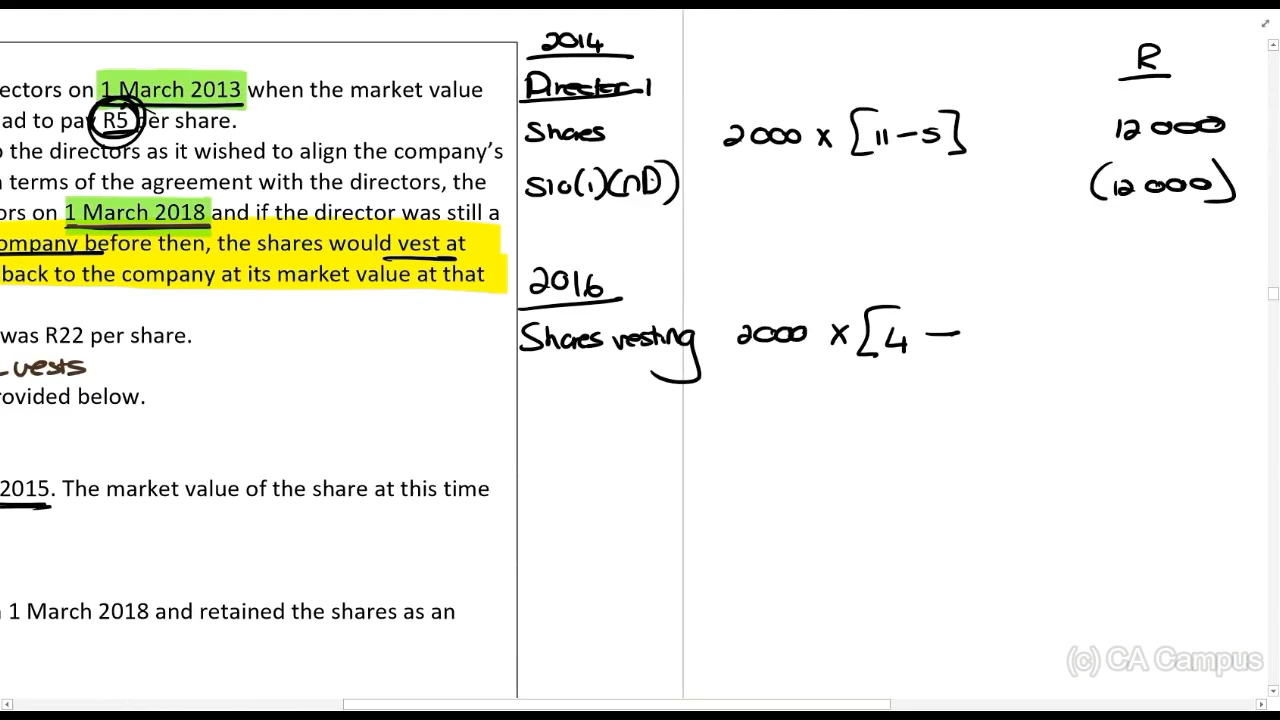 ectors on 1 March 2013 when the market value
ad to pay R5 per share.
o the directors as it wished to align the company's
n terms of the agreement with the directors, the
ors on 1 March 2018 and if the director was still a
ompany before then, the shares would vest at
back to the company at its market value at that
was R22 per share.
vests
rovided below.
2015. The market value of the share at this time
1 March 2018 and retained the shares as an
2014
Director 1
R
Shares 2000 x [11 - 5] 12 000
S10(1)(nD) (12 000)
2016
Shares vesting 2000 x [4 -
(c) CA Campus